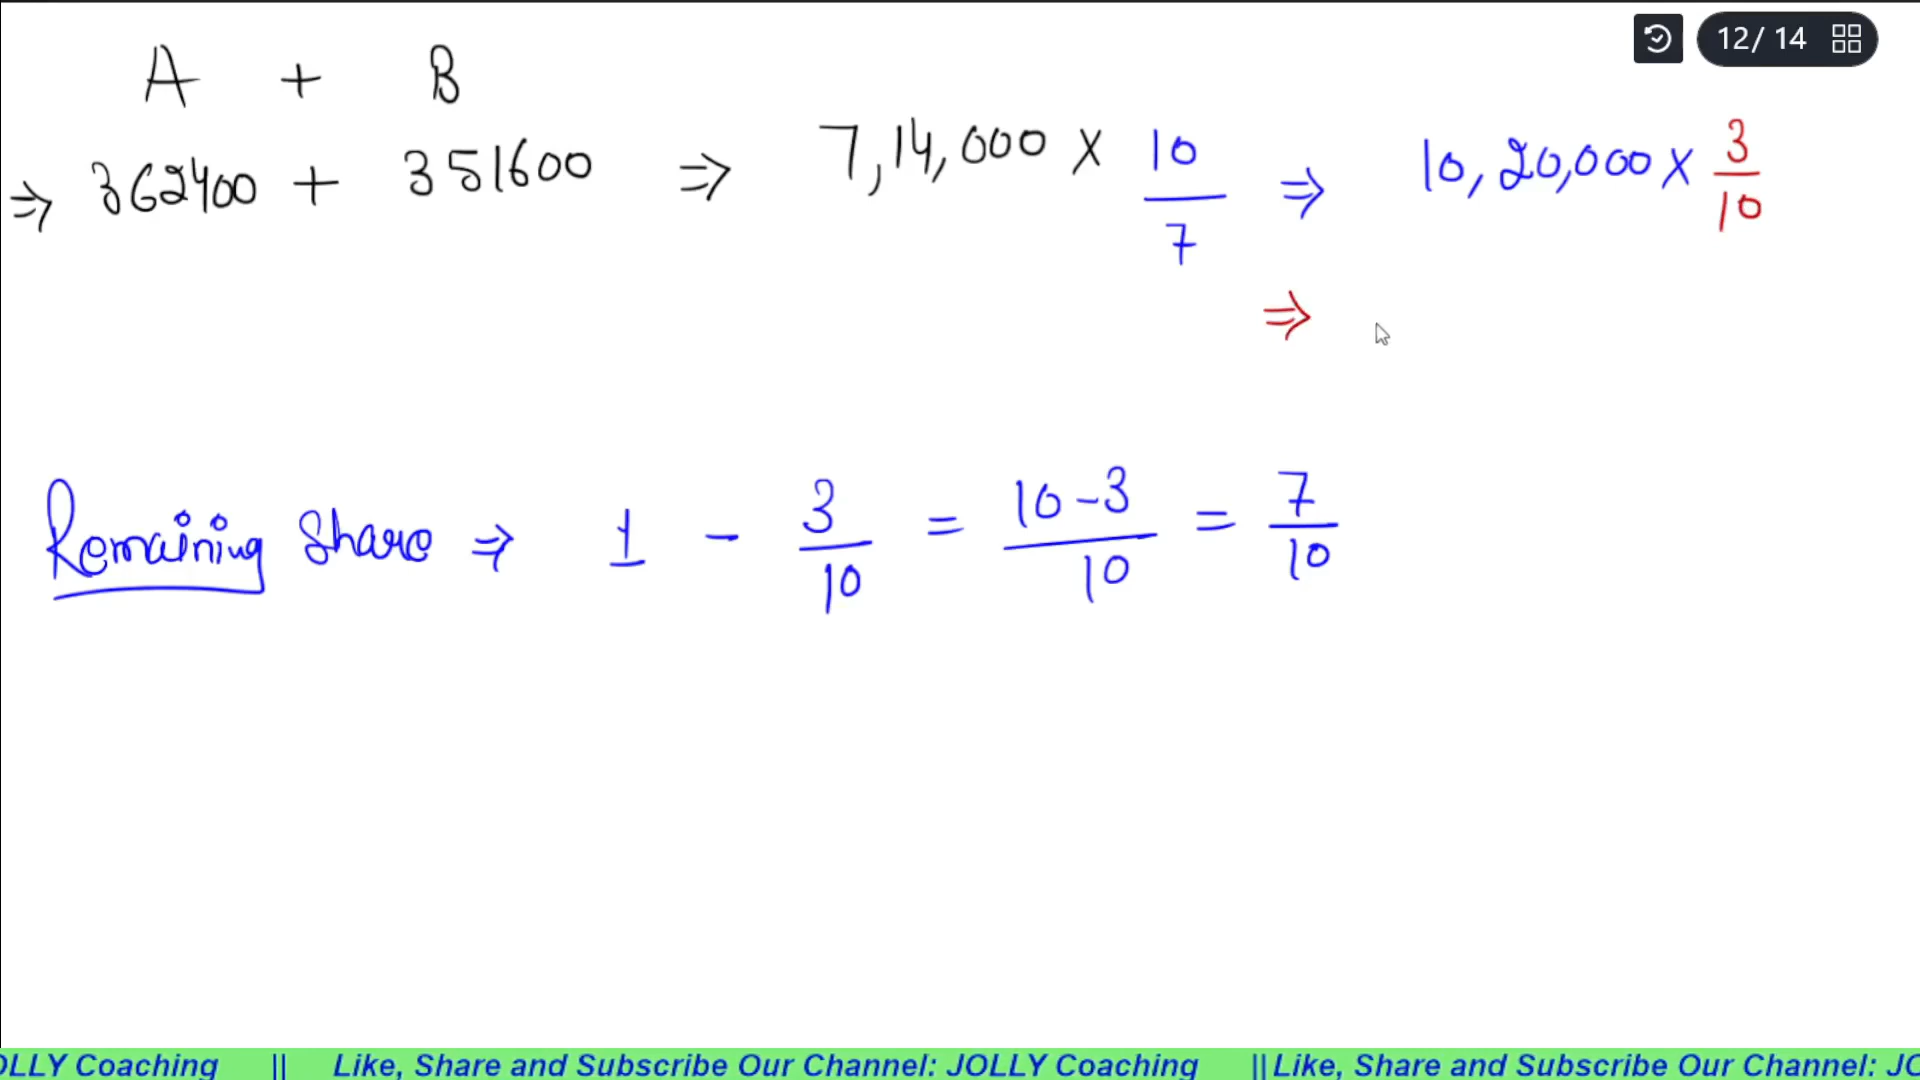 12/ 14
A + B
⇒ 362400 + 351600 ⇒ 7,14,000 × 10/7 ⇒ 10,20,000 × 3/10
⇒
Remaining Share ⇒ 1 - 3/10 = 10-3/10 = 7/10
OLLY Coaching || Like, Share and Subscribe Our Channel: JOLLY Coaching || Like, Share and Subscribe Our Channel: JO